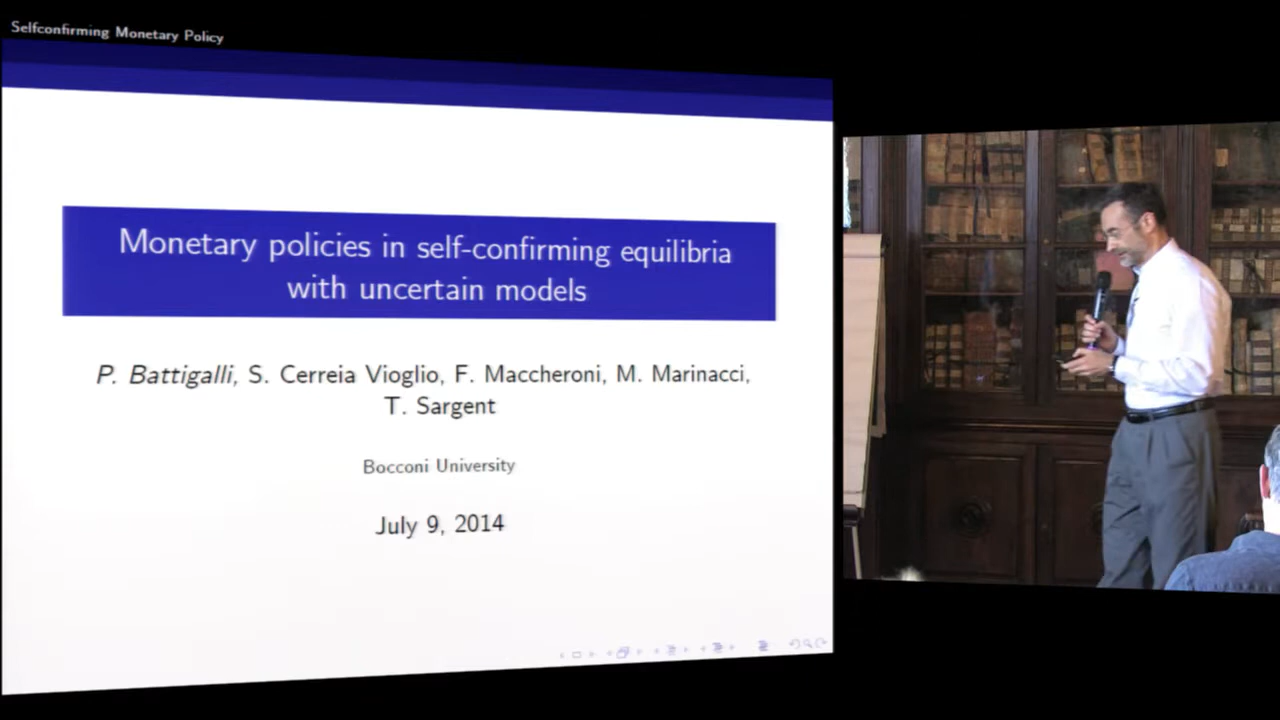 Selfconfirming Monetary Policy
Monetary policies in self-confirming equilibria
with uncertain models
P. Battigalli, S. Cerreia Vioglio, F. Maccheroni, M. Marinacci,
T. Sargent
Bocconi University
July 9, 2014